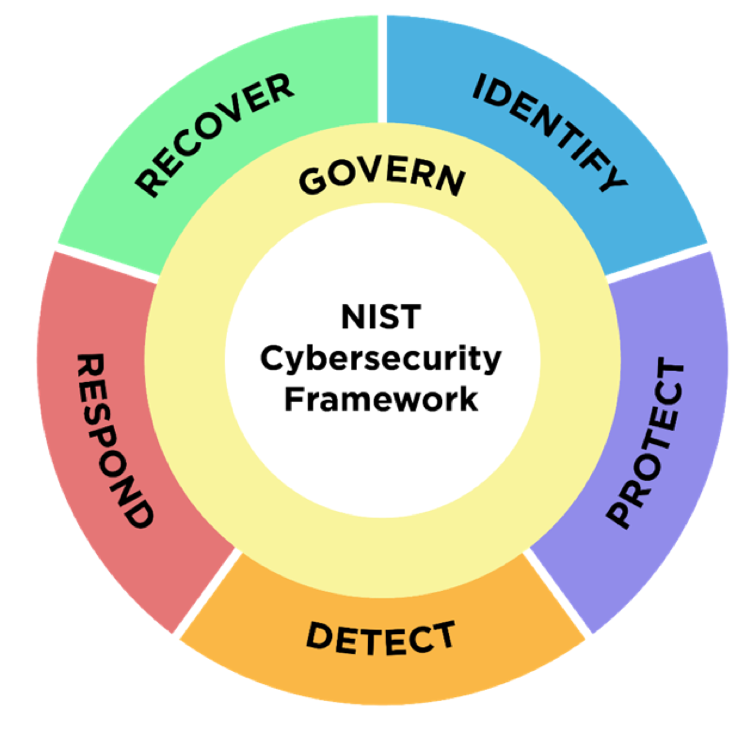 RECOVER
IDENTIFY
GOVERN
NIST
Cybersecurity
Framework
RESPOND
PROTECT
DETECT